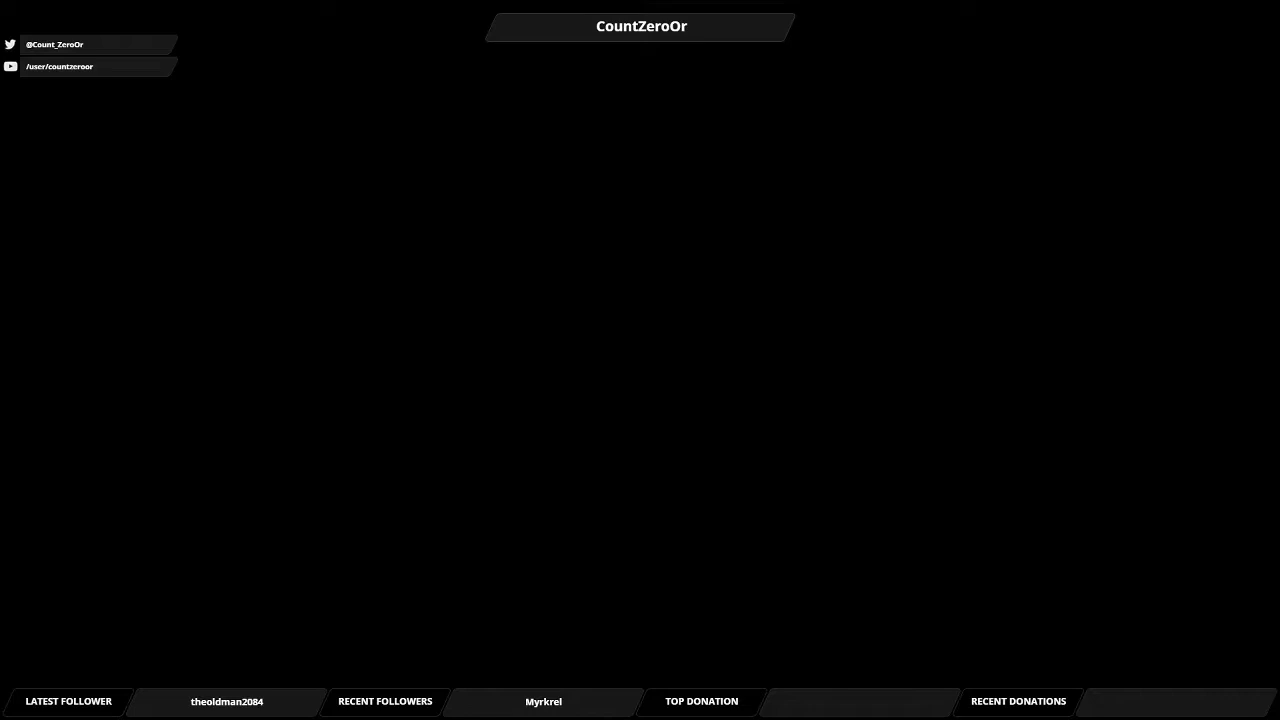 CountZeroOr
@Count_ZeroOr
/user/countzeroor
LATEST FOLLOWER theoldman2084 RECENT FOLLOWERS Myrkrel TOP DONATION RECENT DONATIONS